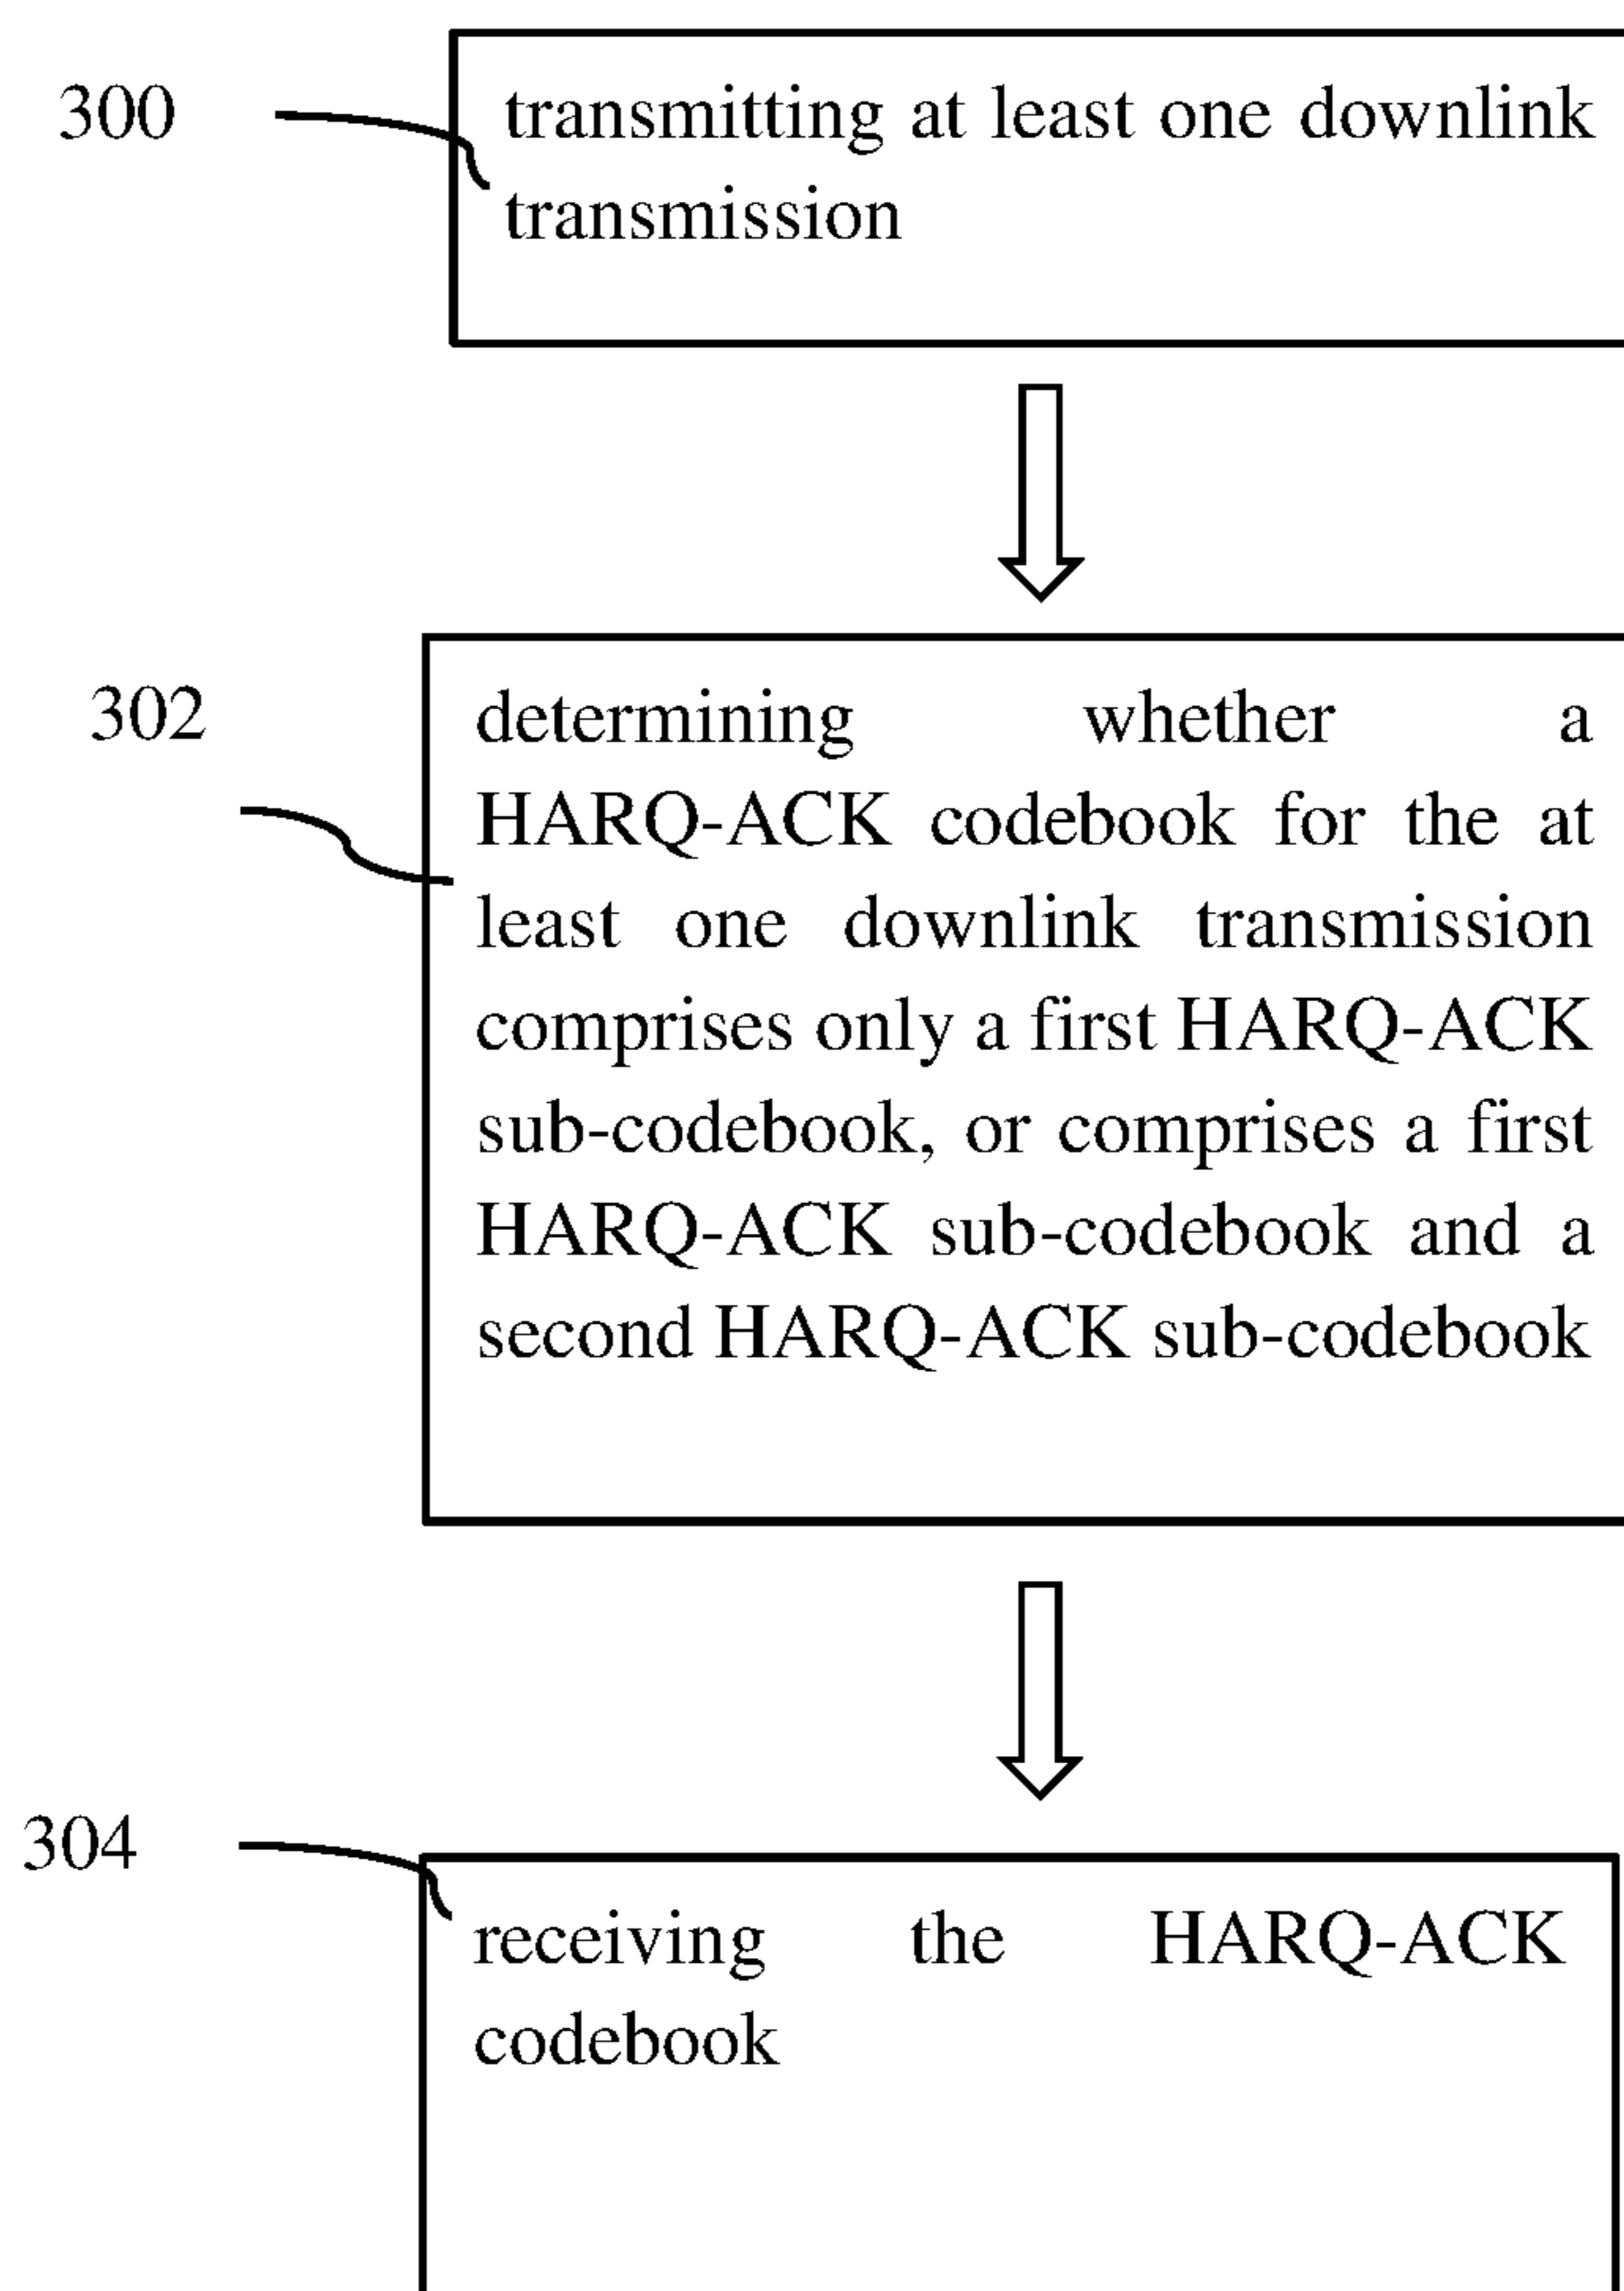 300
transmitting at least one downlink
transmission
302
determining whether a
HARQ-ACK codebook for the at
least one downlink transmission
comprises only a first HARQ-ACK
sub-codebook, or comprises a first
HARQ-ACK sub-codebook and a
second HARQ-ACK sub-codebook
304
receiving the HARQ-ACK
codebook